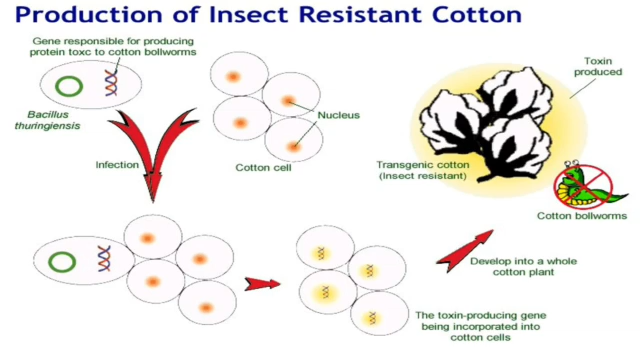 Production of Insect Resistant Cotton
Gene responsible for producing
protein toxc to cotton bollworms
Bacillus
thuringiensis
Infection
Nucleus
Cotton cell
Toxin
produced
Transgenic cotton
(Insect resistant)
Cotton bollworms
Develop into a whole
cotton plant
The toxin-producing gene
being incorporated into
cotton cells